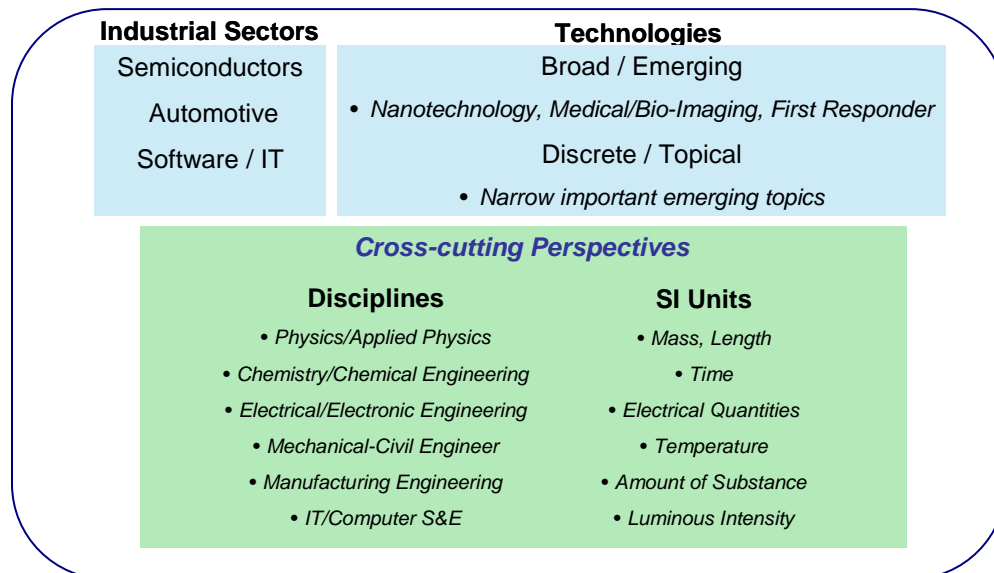 Industrial Sectors
Semiconductors
Automotive
Software / IT
Technologies
Broad / Emerging
• Nanotechnology, Medical/Bio-Imaging, First Responder
Discrete / Topical
• Narrow important emerging topics
Cross-cutting Perspectives
Disciplines
• Physics/Applied Physics
• Chemistry/Chemical Engineering
• Electrical/Electronic Engineering
• Mechanical-Civil Engineer
• Manufacturing Engineering
• IT/Computer S&E
SI Units
• Mass, Length
• Time
• Electrical Quantities
• Temperature
• Amount of Substance
• Luminous Intensity